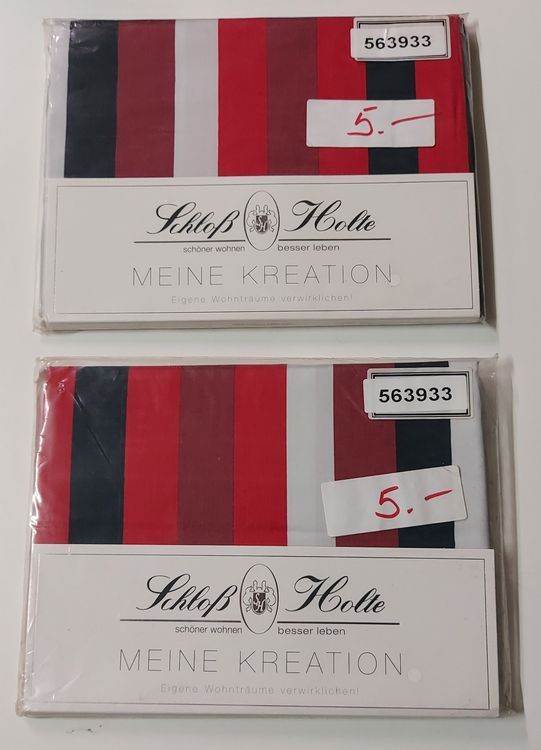 563933
5.-
Schloß Holte
schöner wohnen besser leben
MEINE KREATION
Eigene Wohnträume verwirklichen!
563933
5.-
Schloß Holte
schöner wohnen besser leben
MEINE KREATION
Eigene Wohnträume verwirklichen!